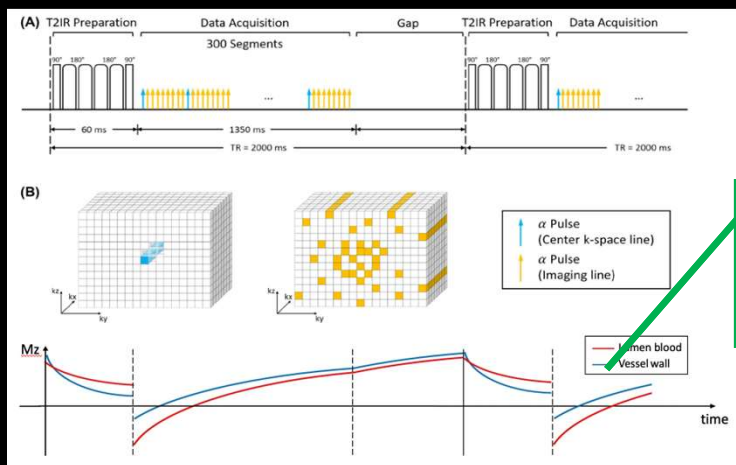 (A) T2IR Preparation Data Acquisition Gap T2IR Preparation Data Acquisition
300 Segments
90° 180° 180° 90° 90° 180° 180° 90°
... ...
60 ms 1350 ms
TR = 2000 ms TR = 2000 ms
(B)
α Pulse
(Center k-space line)
α Pulse
(Imaging line)
kz kx ky
kz kx ky
Mz
Lumen blood
Vessel wall
time